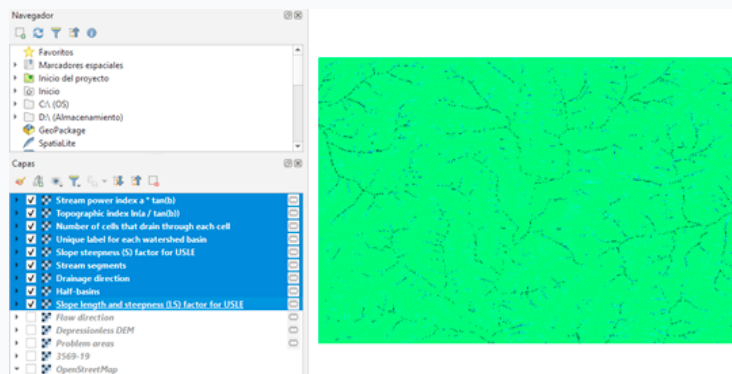 Navegador
Favoritos
Marcadores espaciales
Inicio del proyecto
Inicio
C:\ (OS)
D:\ (Almacenamiento)
GeoPackage
SpatiaLite
Capas
Stream power index a * tan(b)
Topographic index ln(a / tan(b))
Number of cells that drain through each cell
Unique label for each watershed basin
Slope steepness (S) factor for USLE
Stream segments
Drainage direction
Half-basins
Slope length and steepness (LS) factor for USLE
Flow direction
Depressionless DEM
Problem areas
3569-19
OpenStreetMap